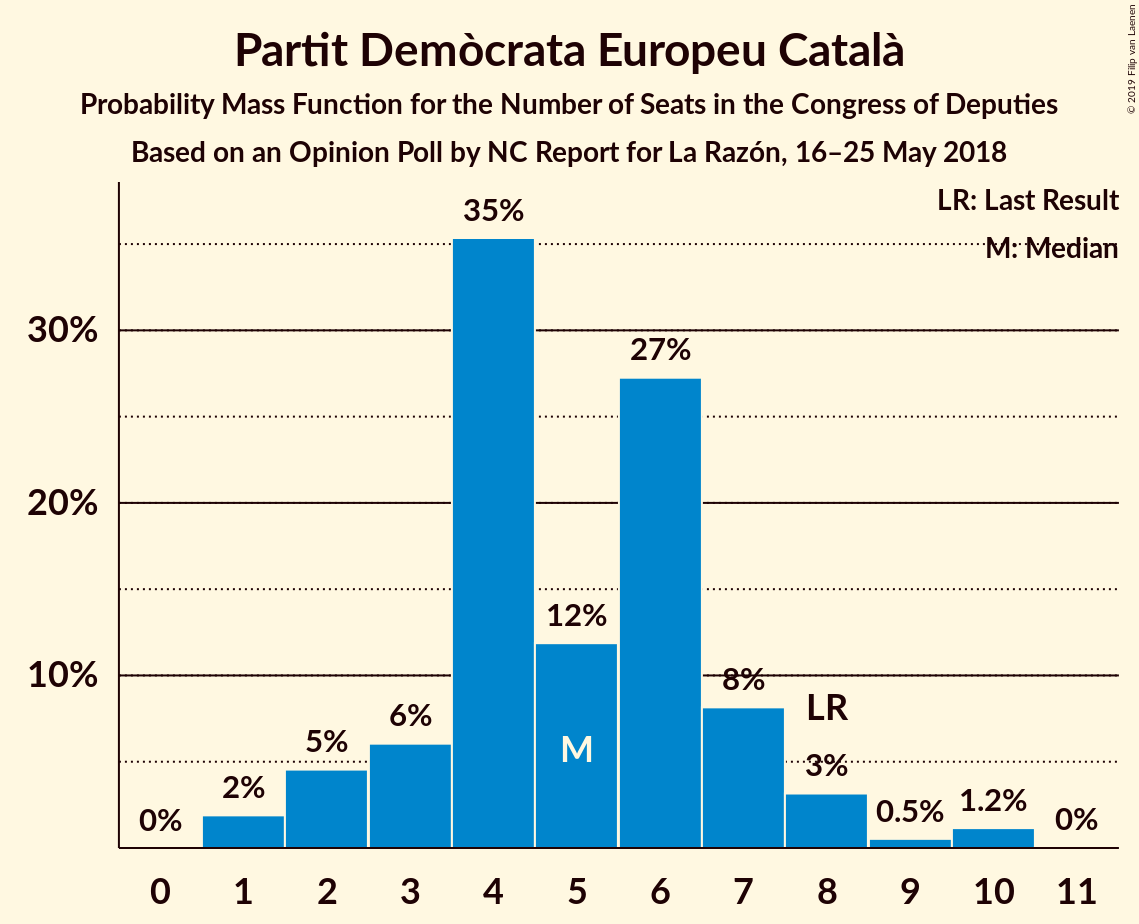 Partit Demòcrata Europeu Català
Probability Mass Function for the Number of Seats in the Congress of Deputies
Based on an Opinion Poll by NC Report for La Razón, 16–25 May 2018
© 2019 Filip van Laenen
LR: Last Result
M: Median
35%
30%
27%
20%
12%
10%
8%
LR
6%
M
5%
3%
2%
1.2%
0.5%
0%
0%
0 1 2 3 4 5 6 7 8 9 10 11